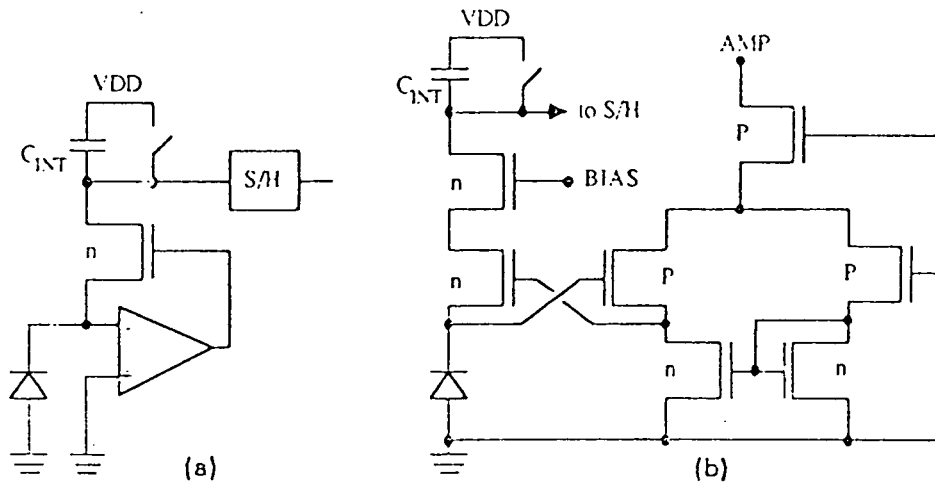 VDD
C_INT
S/H
n
- 
+
(a)
VDD
C_INT
to S/H
n
BIAS
n
AMP
P
P
P
n
n
(b)